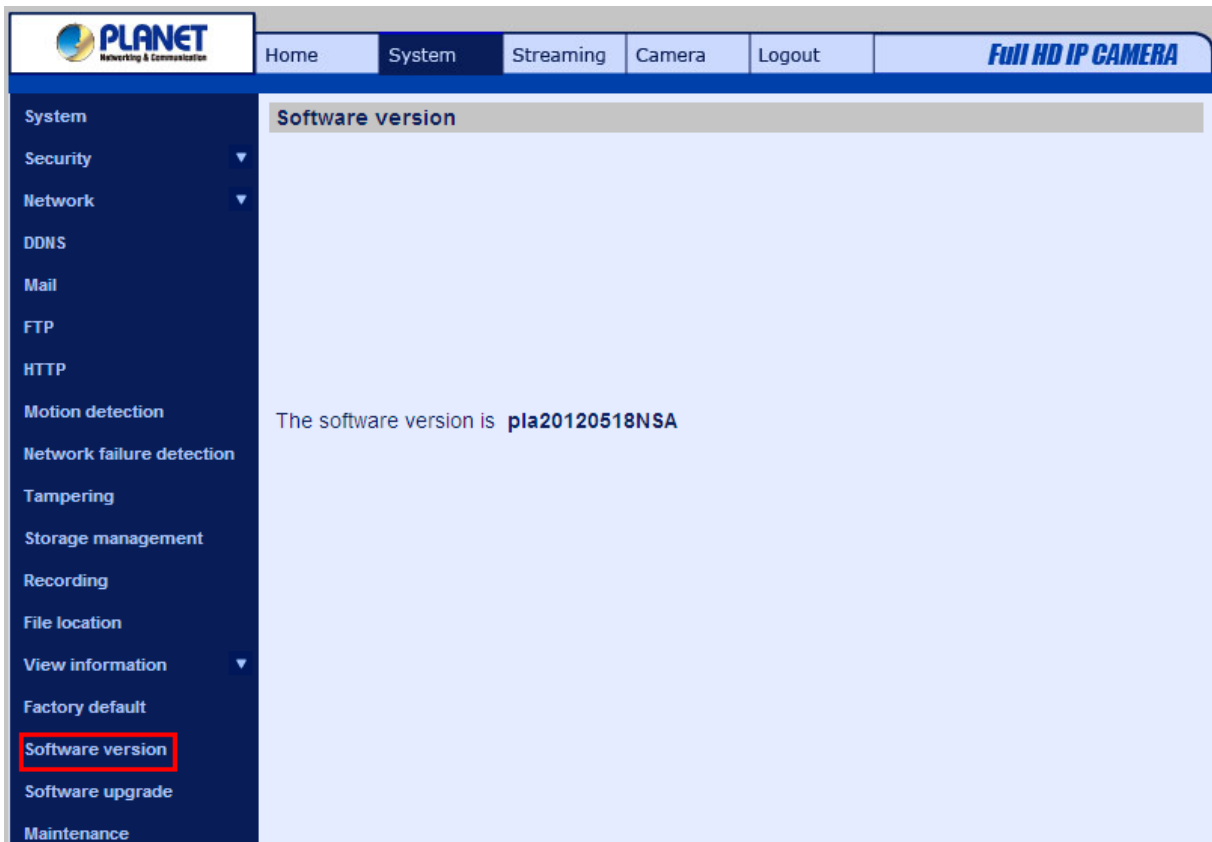 PLANET
Networking & Communication
Home System Streaming Camera Logout Full HD IP CAMERA
System
Security
Network
DDNS
Mail
FTP
HTTP
Motion detection
Network failure detection
Tampering
Storage management
Recording
File location
View information
Factory default
Software version
Software upgrade
Maintenance
Software version
The software version is pla20120518NSA